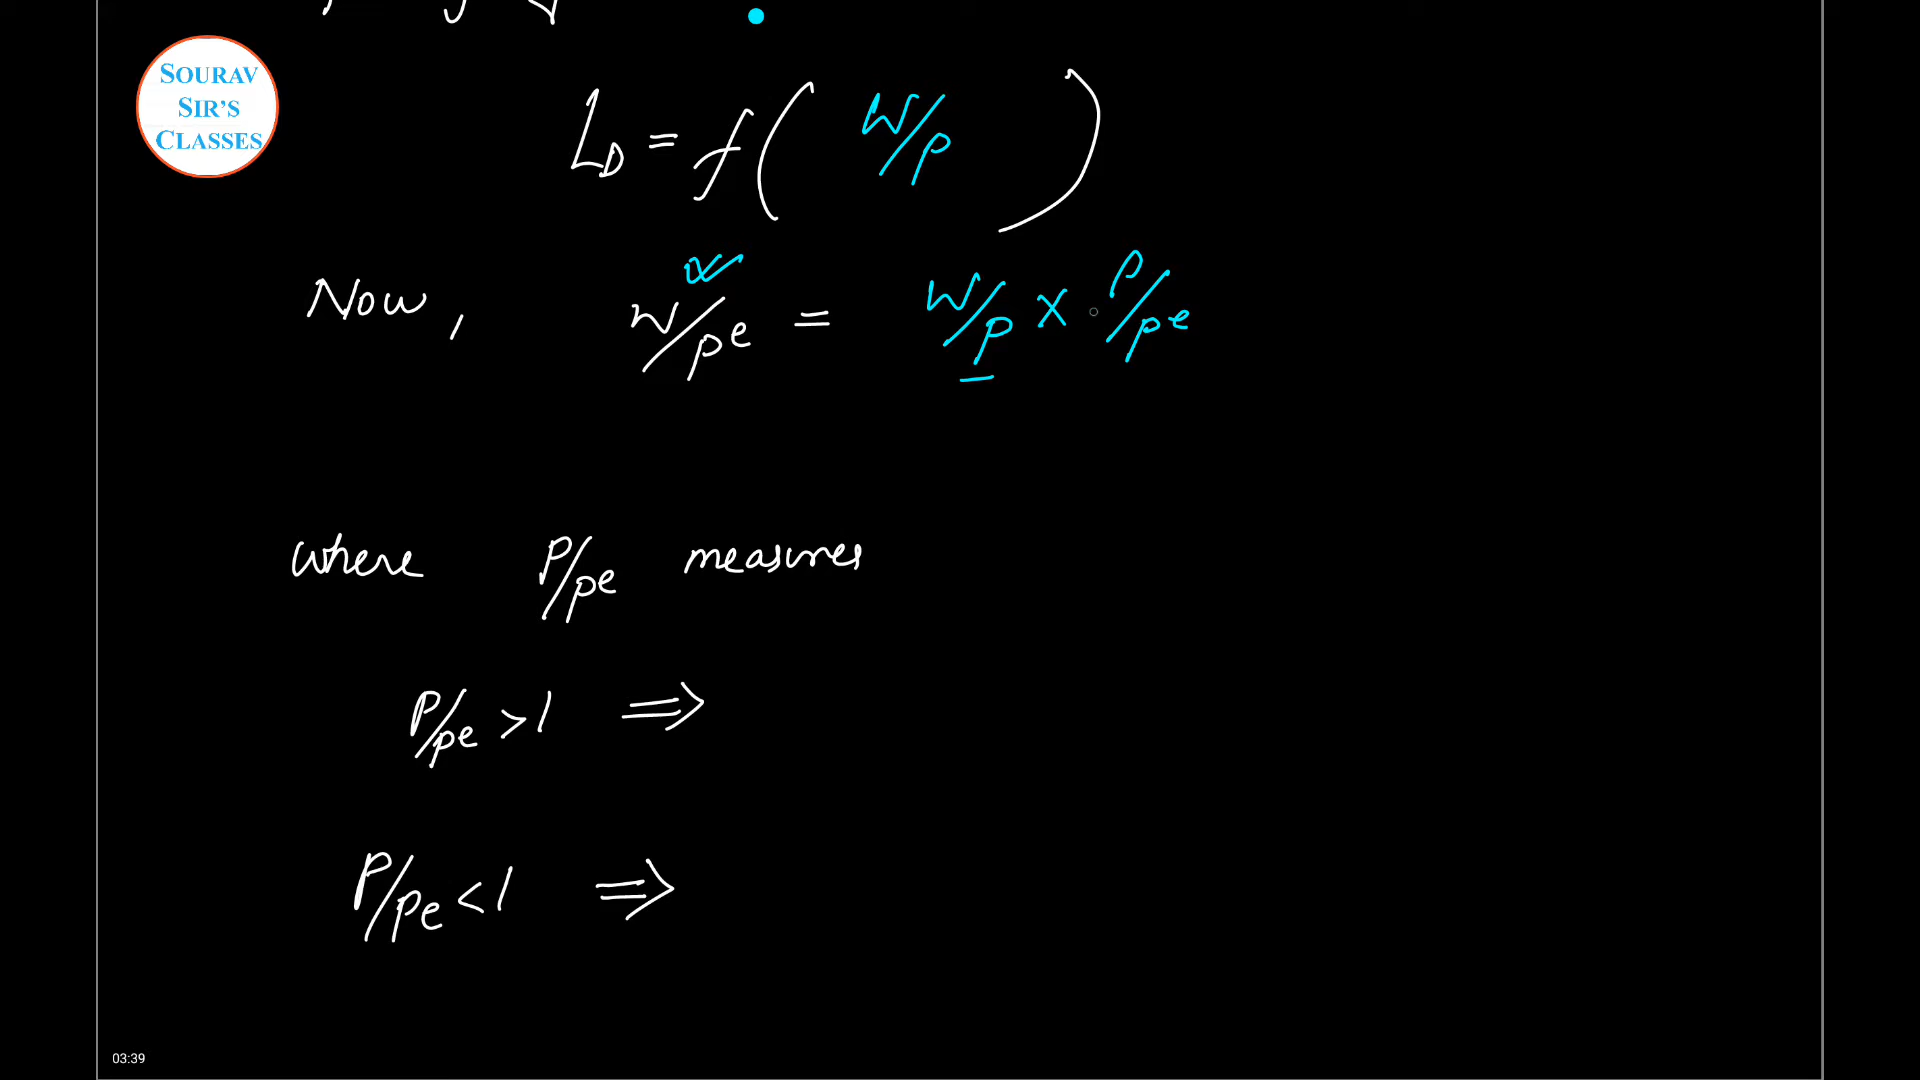 SOURAV
SIR'S
CLASSES
L_D = f( W/P )
Now, W/pe = W/P x P/pe
where P/pe measures
P/pe > 1 ⇒
P/pe < 1 ⇒
03:39